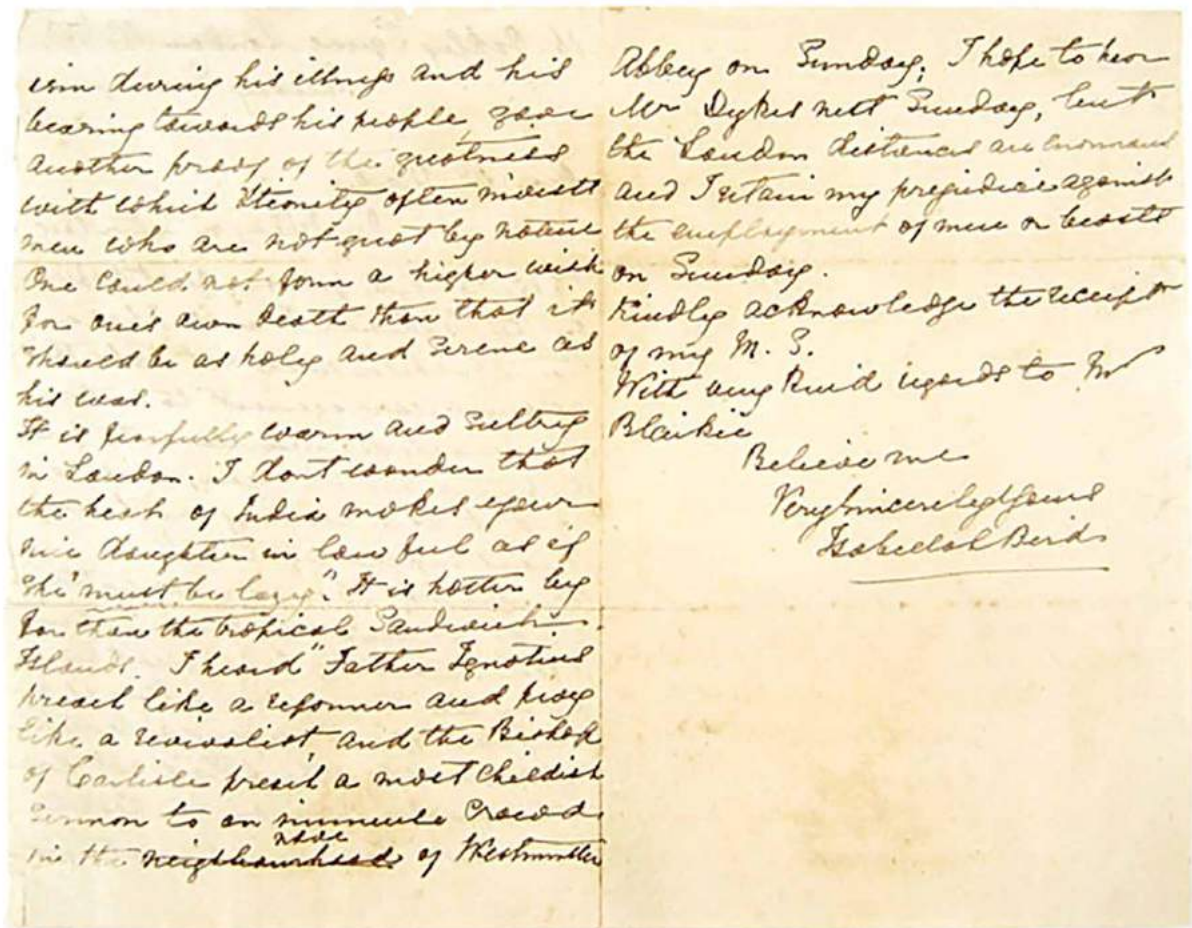 ism during his illness and his
bearing towards his people, gave
another proof of the greatness
with which Eternity often invests
men who are not great by nature
One could not form a higher wish
for one's own death than that it
should be as holy and serene as
his was.
It is fearfully warm and sultry
in London. I dont wonder that
the heat of India makes your
nice daughter in law feel as if
she "must be lazy". It is hotter by
far than the tropical Sandwich
Islands. I heard "Father Ignatius"
preach like a reformer and pray
like a revivalist, and the Bishop
of Carlisle preach a most childish
sermon to an immense crowd
nave
in the neighbourhood of Westminster
Abbey on Sunday; I hope to hear
Mr Dykes next Sunday, but
the London distances are enormous
and I retain my prejudice against
the employment of men or beasts
on Sunday.
Kindly acknowledge the receipt
of my M. S.
With very kind regards to
Blaikie
Believe me
Very sincerely yours
Isabella L Bird